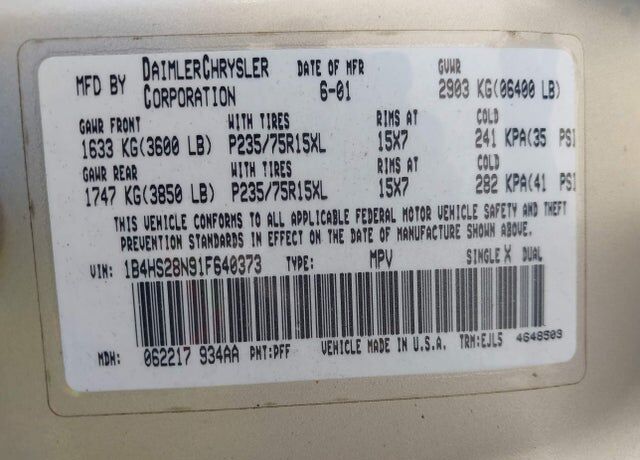 MFD BY DAIMLERCHRYSLER CORPORATION DATE OF MFR 6-01 GVWR 2903 KG(06400 LB)
GAWR FRONT WITH TIRES RIMS AT COLD
1633 KG(3600 LB) P235/75R15XL 15X7 241 KPA(35 PSI
GAWR REAR WITH TIRES RIMS AT COLD
1747 KG(3850 LB) P235/75R15XL 15X7 282 KPA(41 PSI
THIS VEHICLE CONFORMS TO ALL APPLICABLE FEDERAL MOTOR VEHICLE SAFETY AND THEFT
PREVENTION STANDARDS IN EFFECT ON THE DATE OF MANUFACTURE SHOWN ABOVE.
VIN: 1B4HS28N91F640373 TYPE: MPV SINGLE X DUAL
MDH: 062217 934AA PNT:PFF VEHICLE MADE IN U.S.A. TRM:EJL5 4648503